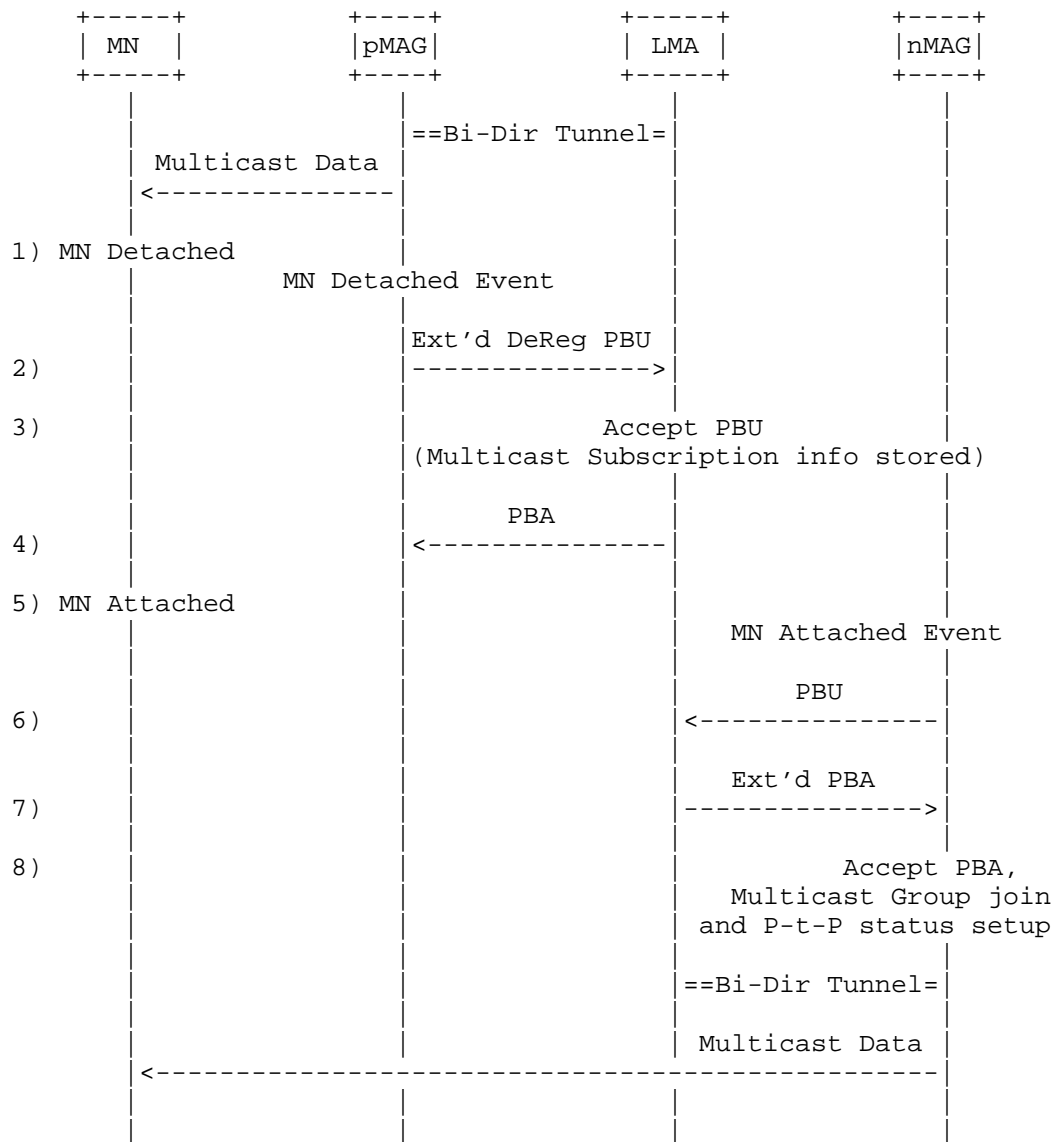 MN pMAG LMA nMAG
==Bi-Dir Tunnel=
Multicast Data
1) MN Detached
MN Detached Event
Ext'd DeReg PBU
2)
3) Accept PBU
(Multicast Subscription info stored)
PBA
4)
5) MN Attached
MN Attached Event
PBU
6)
Ext'd PBA
7)
8) Accept PBA,
Multicast Group join
and P-t-P status setup
==Bi-Dir Tunnel=
Multicast Data